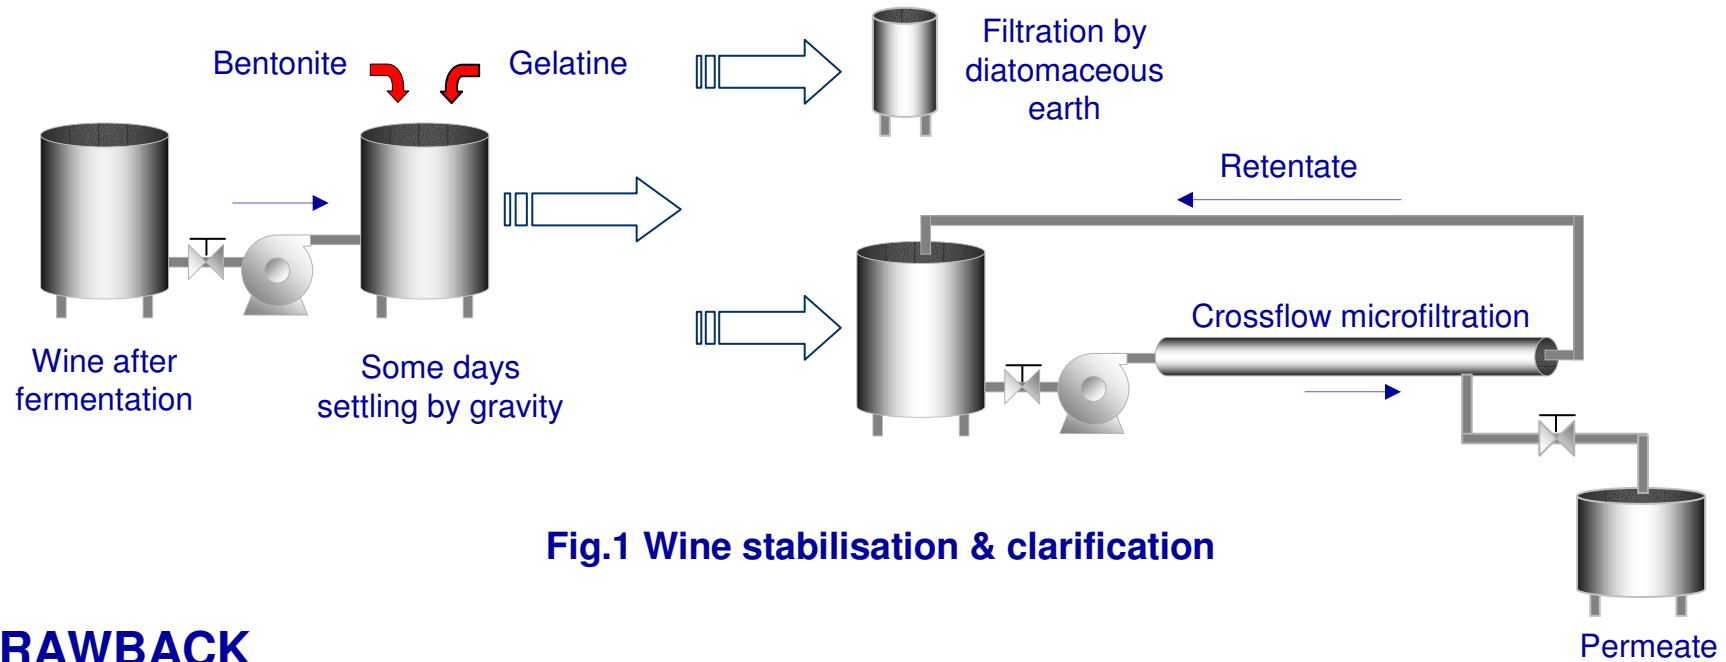 Bentonite
Gelatine
Filtration by
diatomaceous
earth
Retentate
Crossflow microfiltration
Wine after
fermentation
Some days
settling by gravity
Fig.1 Wine stabilisation & clarification
Permeate
RAWBACK